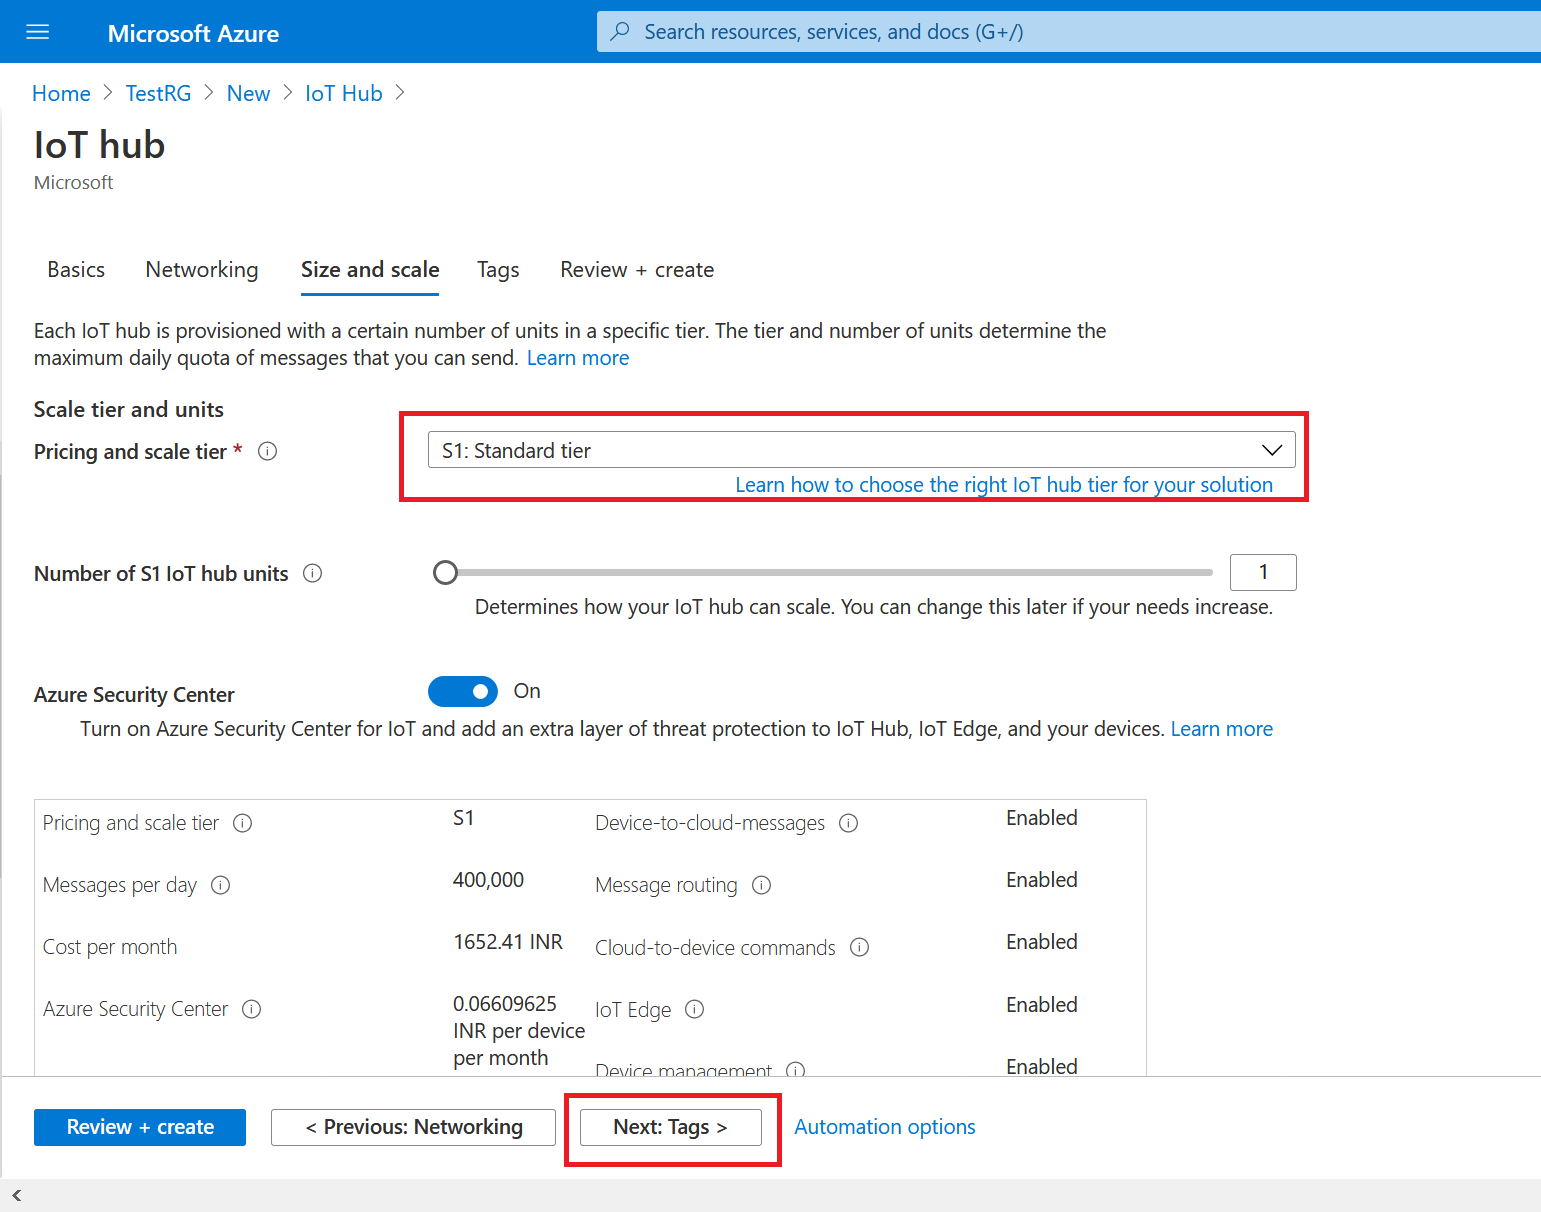 Microsoft Azure
Search resources, services, and docs (G+/)
Home > TestRG > New > IoT Hub >
IoT hub
Microsoft
Basics Networking Size and scale Tags Review + create
Each IoT hub is provisioned with a certain number of units in a specific tier. The tier and number of units determine the
maximum daily quota of messages that you can send. Learn more
Scale tier and units
Pricing and scale tier *
S1: Standard tier
Learn how to choose the right IoT hub tier for your solution
Number of S1 IoT hub units
1
Determines how your IoT hub can scale. You can change this later if your needs increase.
Azure Security Center
On
Turn on Azure Security Center for IoT and add an extra layer of threat protection to IoT Hub, IoT Edge, and your devices. Learn more
Pricing and scale tier S1 Device-to-cloud-messages Enabled
Messages per day 400,000 Message routing Enabled
Cost per month 1652.41 INR Cloud-to-device commands Enabled
Azure Security Center 0.06609625 IoT Edge Enabled
INR per device
per month
Device management Enabled
Review + create < Previous: Networking Next: Tags > Automation options